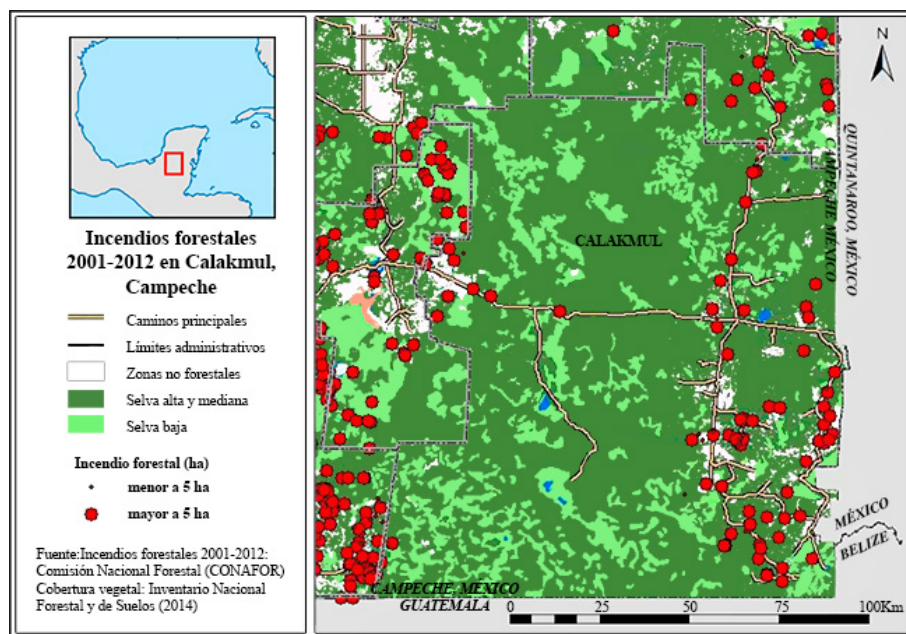 Incendios forestales
2001-2012 en Calakmul,
Campeche
Caminos principales
Límites administrativos
Zonas no forestales
Selva alta y mediana
Selva baja
Incendio forestal (ha)
menor a 5 ha
mayor a 5 ha
Fuente:Incendios forestales 2001-2012:
Comisión Nacional Forestal (CONAFOR)
Cobertura vegetal: Inventario Nacional
Forestal y de Suelos (2014)
N
CALAKMUL
CAMPECHE MÉXICO
QUINTANAROO, MÉXICO
MÉXICO
BELIZE
CAMPECHE, MÉXICO
GUATEMALA
0 25 50 75 100Km